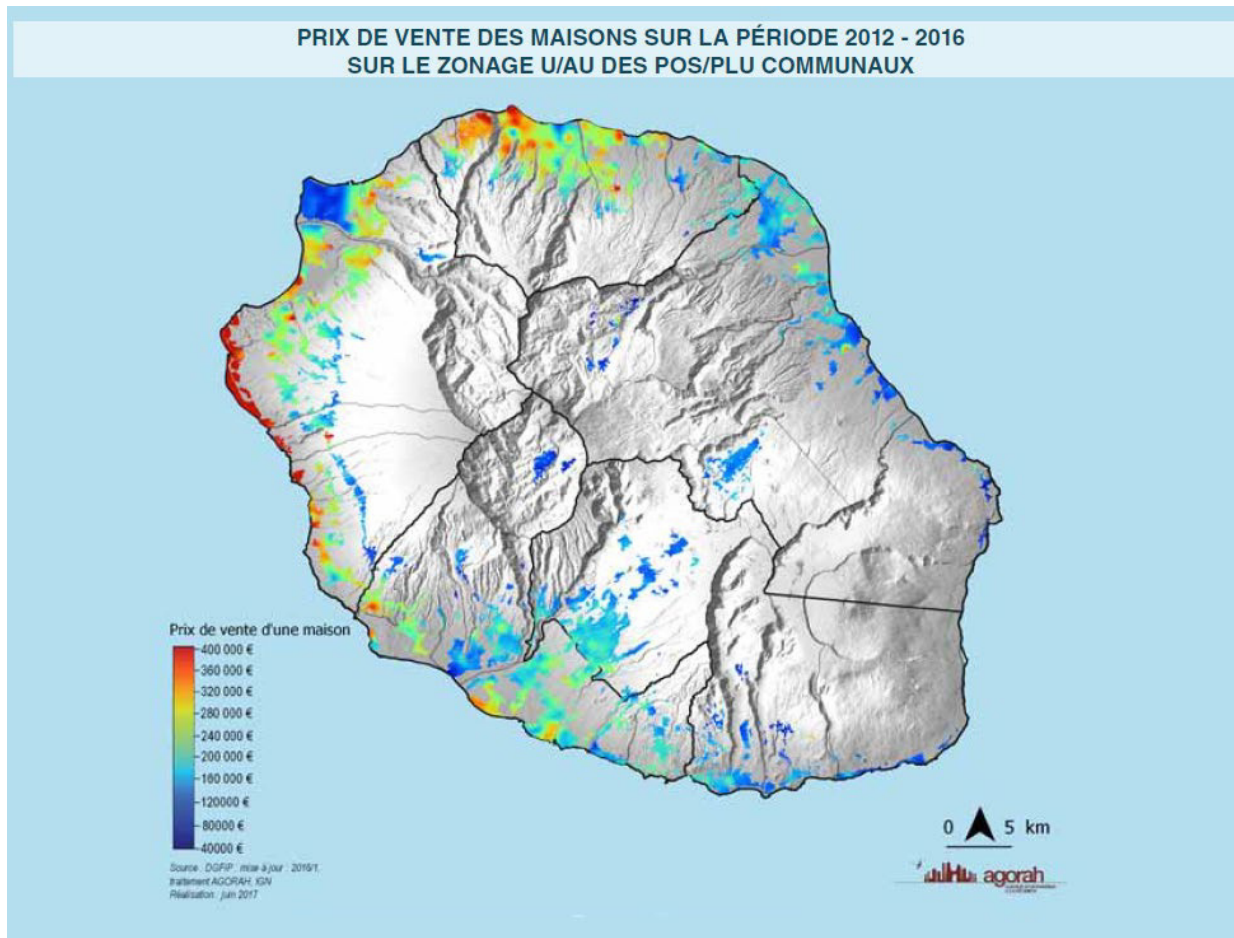 PRIX DE VENTE DES MAISONS SUR LA PÉRIODE 2012 - 2016
SUR LE ZONAGE U/AU DES POS/PLU COMMUNAUX
Prix de vente d'une maison
400 000 €
360 000 €
320 000 €
280 000 €
240 000 €
200 000 €
160 000 €
120000 €
80000 €
40000 €
Source : DGFiP : mise à jour : 2016/1,
traitement AGORAH, IGN
Réalisation : juin 2017
0 5 km
agorah